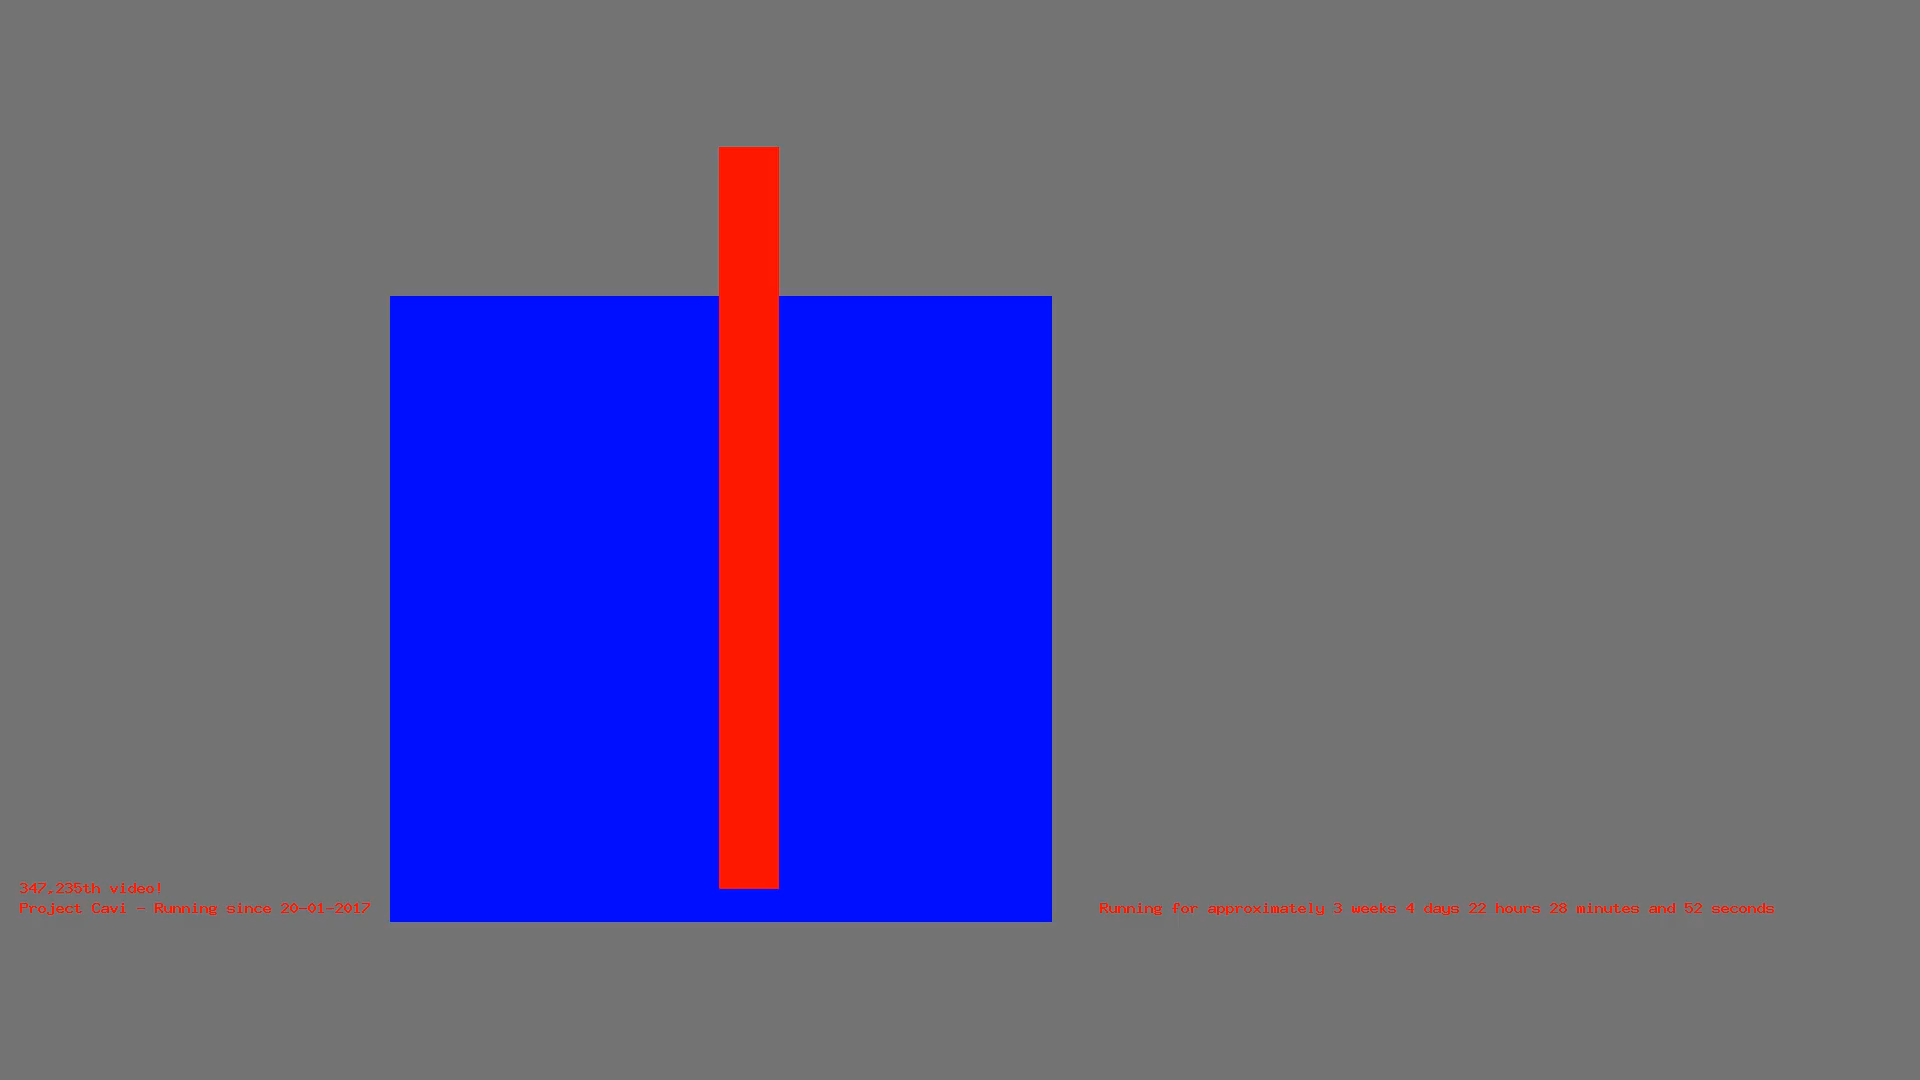 347,235th video!
Project Cavi - Running since 20-01-2017
Running for approximately 3 weeks 4 days 22 hours 28 minutes and 52 seconds